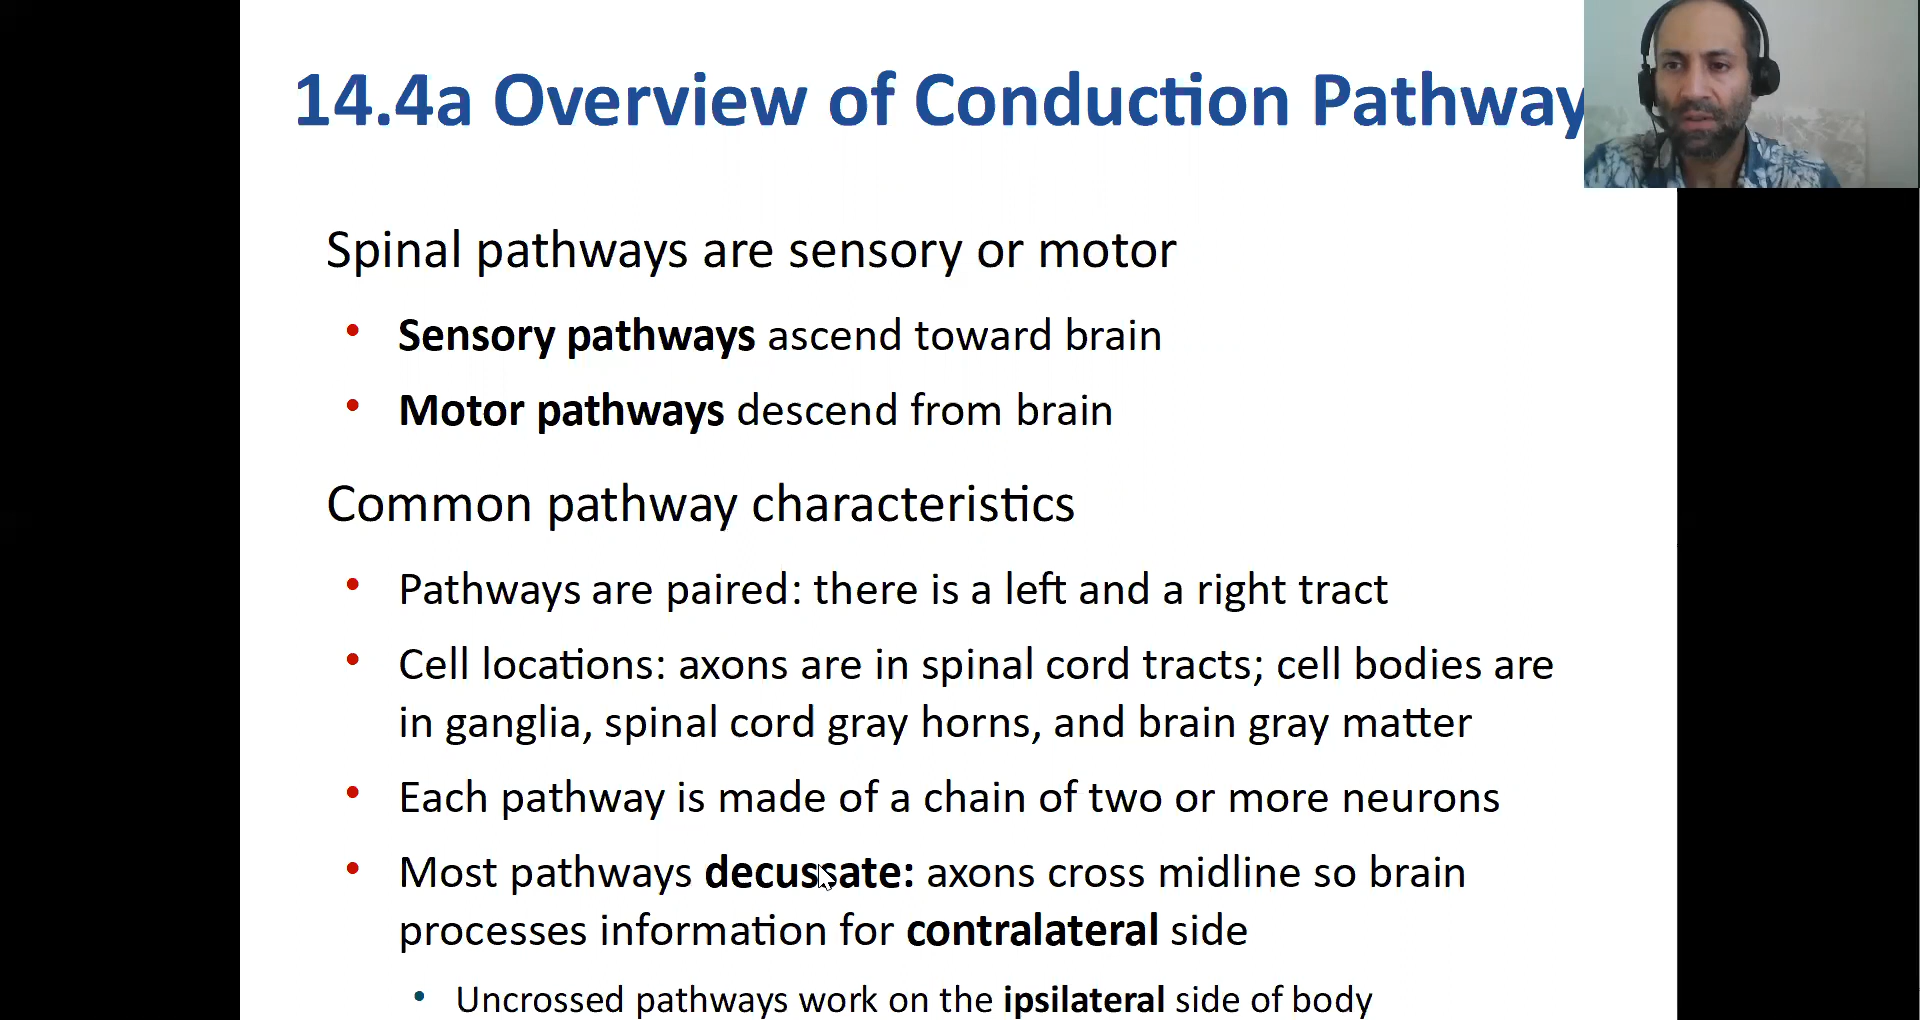 14.4a Overview of Conduction Pathway
Spinal pathways are sensory or motor
• Sensory pathways ascend toward brain
• Motor pathways descend from brain
Common pathway characteristics
• Pathways are paired: there is a left and a right tract
• Cell locations: axons are in spinal cord tracts; cell bodies are
in ganglia, spinal cord gray horns, and brain gray matter
• Each pathway is made of a chain of two or more neurons
• Most pathways decussate: axons cross midline so brain
processes information for contralateral side
• Uncrossed pathways work on the ipsilateral side of body